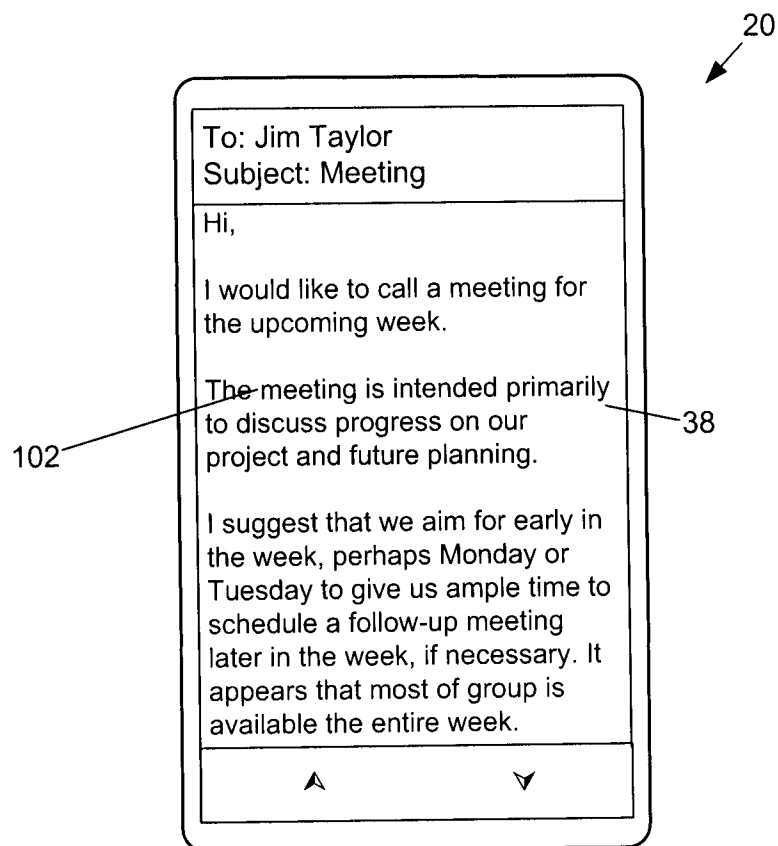 20
To: Jim Taylor
Subject: Meeting
Hi,
I would like to call a meeting for
the upcoming week.
The meeting is intended primarily
to discuss progress on our
38
102
project and future planning.
I suggest that we aim for early in
the week, perhaps Monday or
Tuesday to give us ample time to
schedule a follow-up meeting
later in the week, if necessary. It
appears that most of group is
available the entire week.